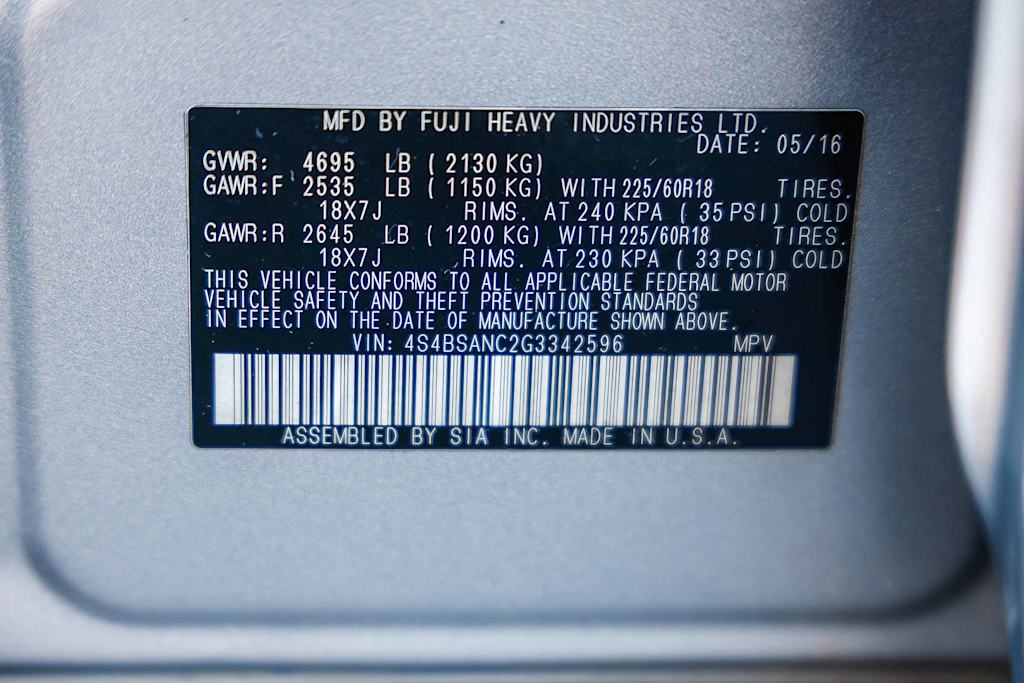 MFD BY FUJI HEAVY INDUSTRIES LTD.
DATE: 05/16
GVWR: 4695 LB ( 2130 KG)
GAWR:F 2535 LB ( 1150 KG) WITH 225/60R18 TIRES.
18X7J RIMS. AT 240 KPA ( 35 PSI) COLD
GAWR:R 2645 LB ( 1200 KG) WITH 225/60R18 TIRES.
18X7J RIMS. AT 230 KPA ( 33 PSI) COLD
THIS VEHICLE CONFORMS TO ALL APPLICABLE FEDERAL MOTOR
VEHICLE SAFETY AND THEFT PREVENTION STANDARDS
IN EFFECT ON THE DATE OF MANUFACTURE SHOWN ABOVE.
VIN: 4S4BSANC2G3342596 MPV
ASSEMBLED BY SIA INC. MADE IN U.S.A.